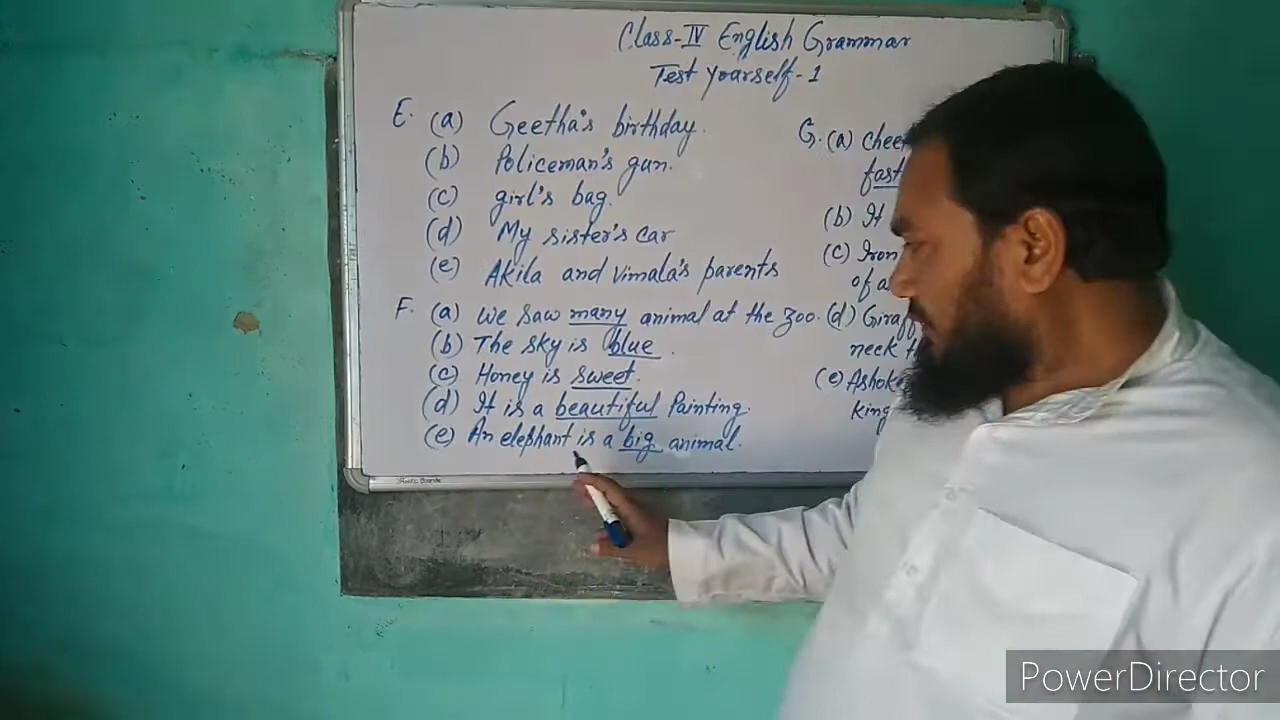 Class-IV English Grammar
Test yourself-1
E. (a) Geetha's birthday.
(b) Policeman's gun.
(c) girl's bag.
(d) My sister's car
(e) Akila and Vimala's parents
F. (a) We saw many animal at the zoo.
(b) The sky is blue.
(c) Honey is sweet.
(d) It is a beautiful Painting.
(e) An elephant is a big animal.
G. (a) Chee
fast
(b) It
(c) Iron
of a
(d) Giraf
neck
(e) Ashok
king
PowerDirector